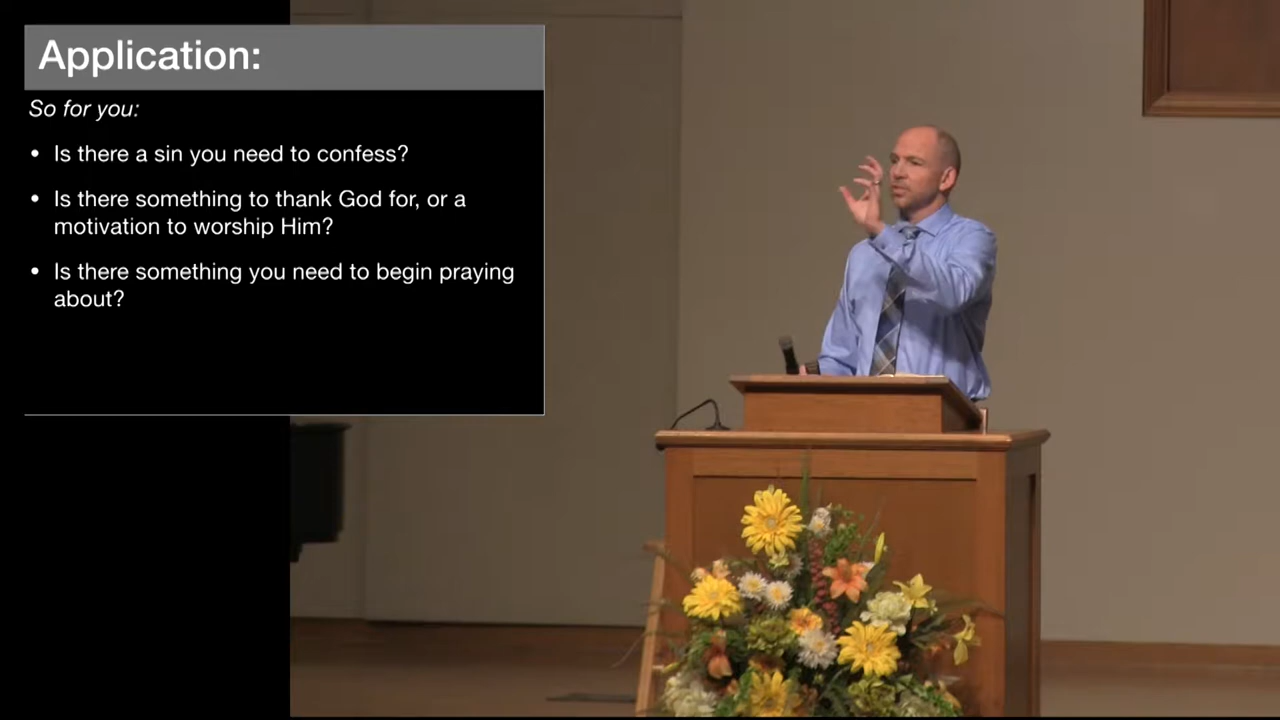 Application:
So for you:
• Is there a sin you need to confess?
• Is there something to thank God for, or a
motivation to worship Him?
• Is there something you need to begin praying
about?